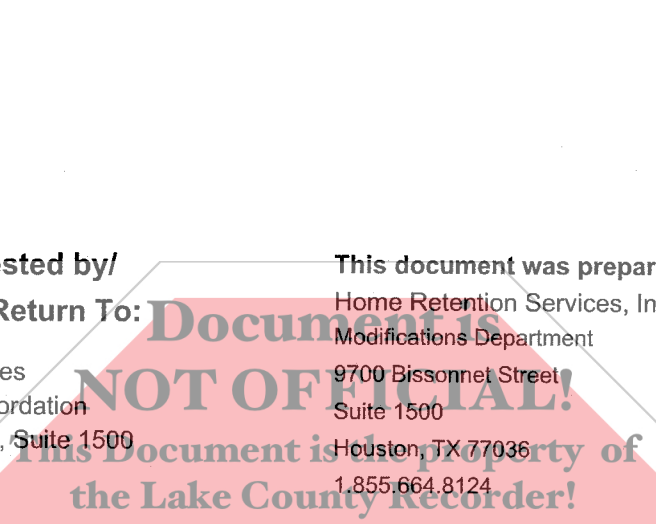 ested by/
Return To:
es
ordation
, Suite 1500
This document was prepar
Home Retention Services, In
Modifications Department
9700 Bissonnet Street
Suite 1500
Houston, TX 77036
1.855.664.8124
Document is
NOT OFFICIAL!
This Document is the property of
the Lake County Recorder!